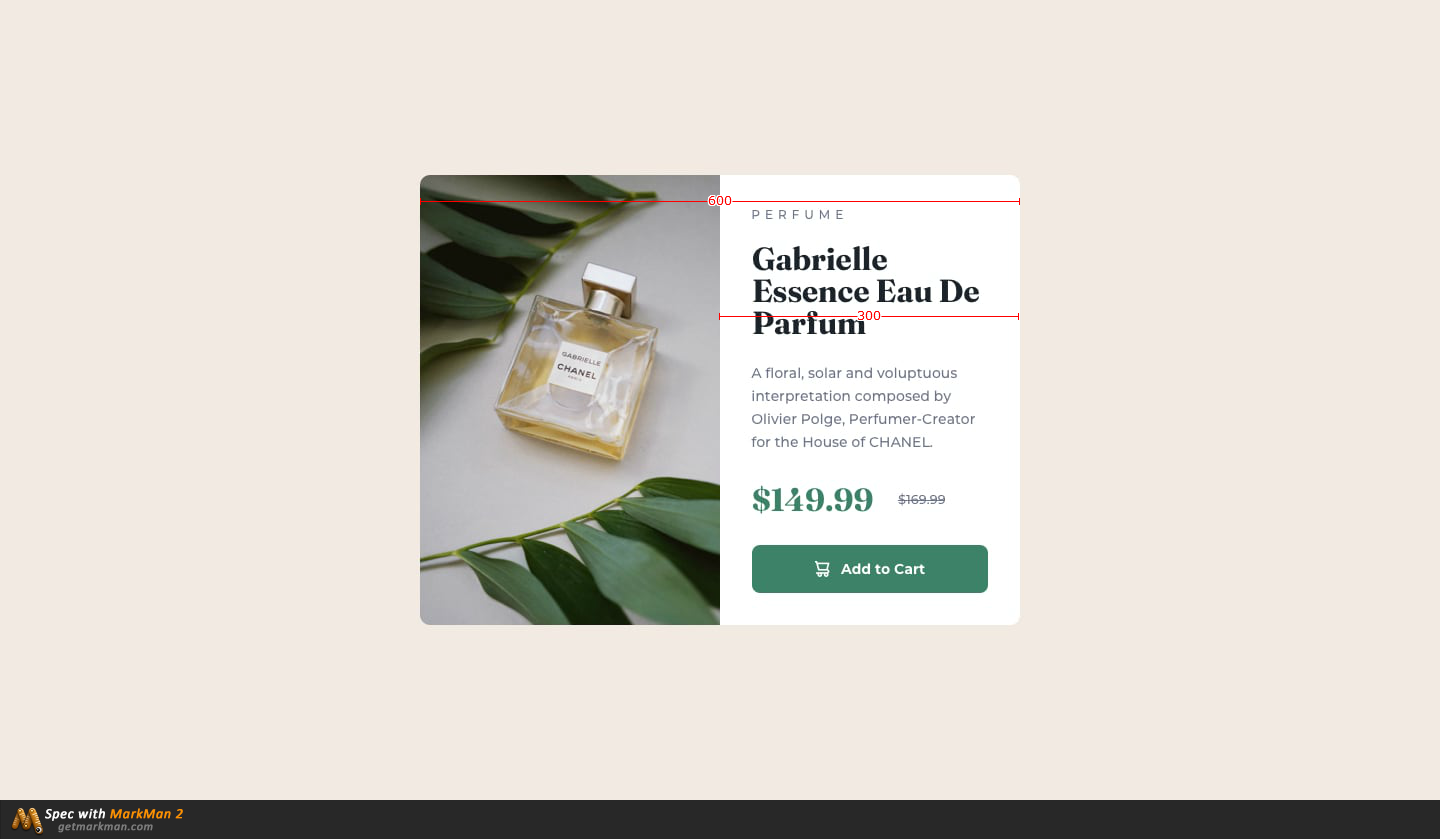 600
PERFUME
Gabrielle
Essence Eau De
Parfum
300
GABRIELLE
CHANEL
PARIS
A floral, solar and voluptuous
interpretation composed by
Olivier Polge, Perfumer-Creator
for the House of CHANEL.
$149.99 $169.99
Add to Cart
Spec with MarkMan 2
getmarkman.com